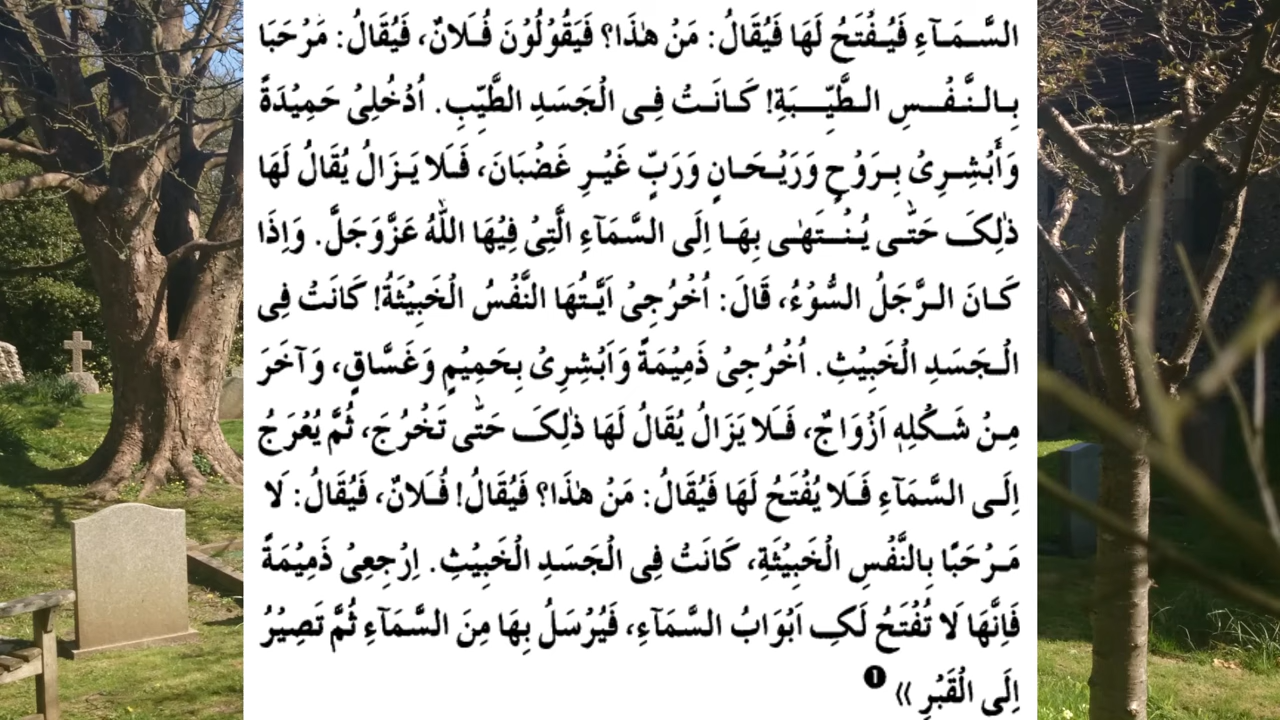 السَّمَآءِ فَيُفْتَحُ لَهَا فَيُقَالُ: مَنْ هٰذَا؟ فَيَقُوْلُوْنَ فُلَانٌ، فَيُقَالُ: مَرْحَبَا
بِالنَّفْسِ الطَّيِّبَةِ! كَانَتْ فِی الْجَسَدِ الطَّيِّبِ. اُدْخُلِیْ حَمِيْدَةً
وَأَبْشِرِیْ بِرَوْحٍ وَرَيْحَانٍ وَرَبٍّ غَيْرِ غَضْبَانَ، فَلَا يَزَالُ يُقَالُ لَهَا
ذٰلِکَ حَتّٰی يُنْتَهٰی بِهَا اِلَی السَّمَآءِ الَّتِیْ فِيْهَا اللّٰهُ عَزَّوَجَلَّ. وَاِذَا
كَانَ الرَّجَلُ السُّوْءُ، قَالَ: اُخْرُجِیْ اَيَّتُهَا النَّفْسُ الْخَبِيْثَةُ! كَانَتْ فِی
الْجَسَدِ الْخَبِيْثِ. اُخْرُجِیْ ذَمِيْمَةً وَاَبْشِرِیْ بِحَمِيْمٍ وَغَسَّاقٍ، وَآخَرَ
مِنْ شَكْلِهٖ اَزْوَاجٌ، فَلَا يَزَالُ يُقَالُ لَهَا ذٰلِکَ حَتّٰی تَخْرُجَ، ثُمَّ يُعْرَجُ
اِلَی السَّمَآءِ فَلَا يُفْتَحُ لَهَا فَيُقَالُ: مَنْ هٰذَا؟ فَيُقَالُ! فُلَانٌ، فَيُقَالُ: لَا
مَرْحَبًا بِالنَّفْسِ الْخَبِيْثَةِ، كَانَتْ فِی الْجَسَدِ الْخَبِيْثِ. اِرْجِعِیْ ذَمِيْمَةً
فَاِنَّهَا لَا تُفْتَحُ لَکِ اَبْوَابُ السَّمَآءِ، فَيُرْسَلُ بِهَا مِنَ السَّمَآءِ ثُمَّ تَصِيْرُ
اِلَی الْقَبْرِ )) ❶